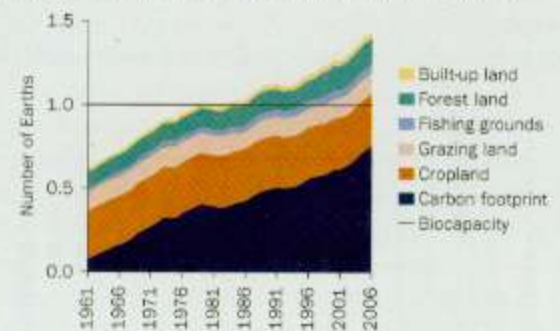 1.5
1.0
0.5
0.0
Number of Earths
1961
1966
1971
1976
1981
1986
1991
1996
2001
2006
Built-up land
Forest land
Fishing grounds
Grazing land
Cropland
Carbon footprint
Biocapacity